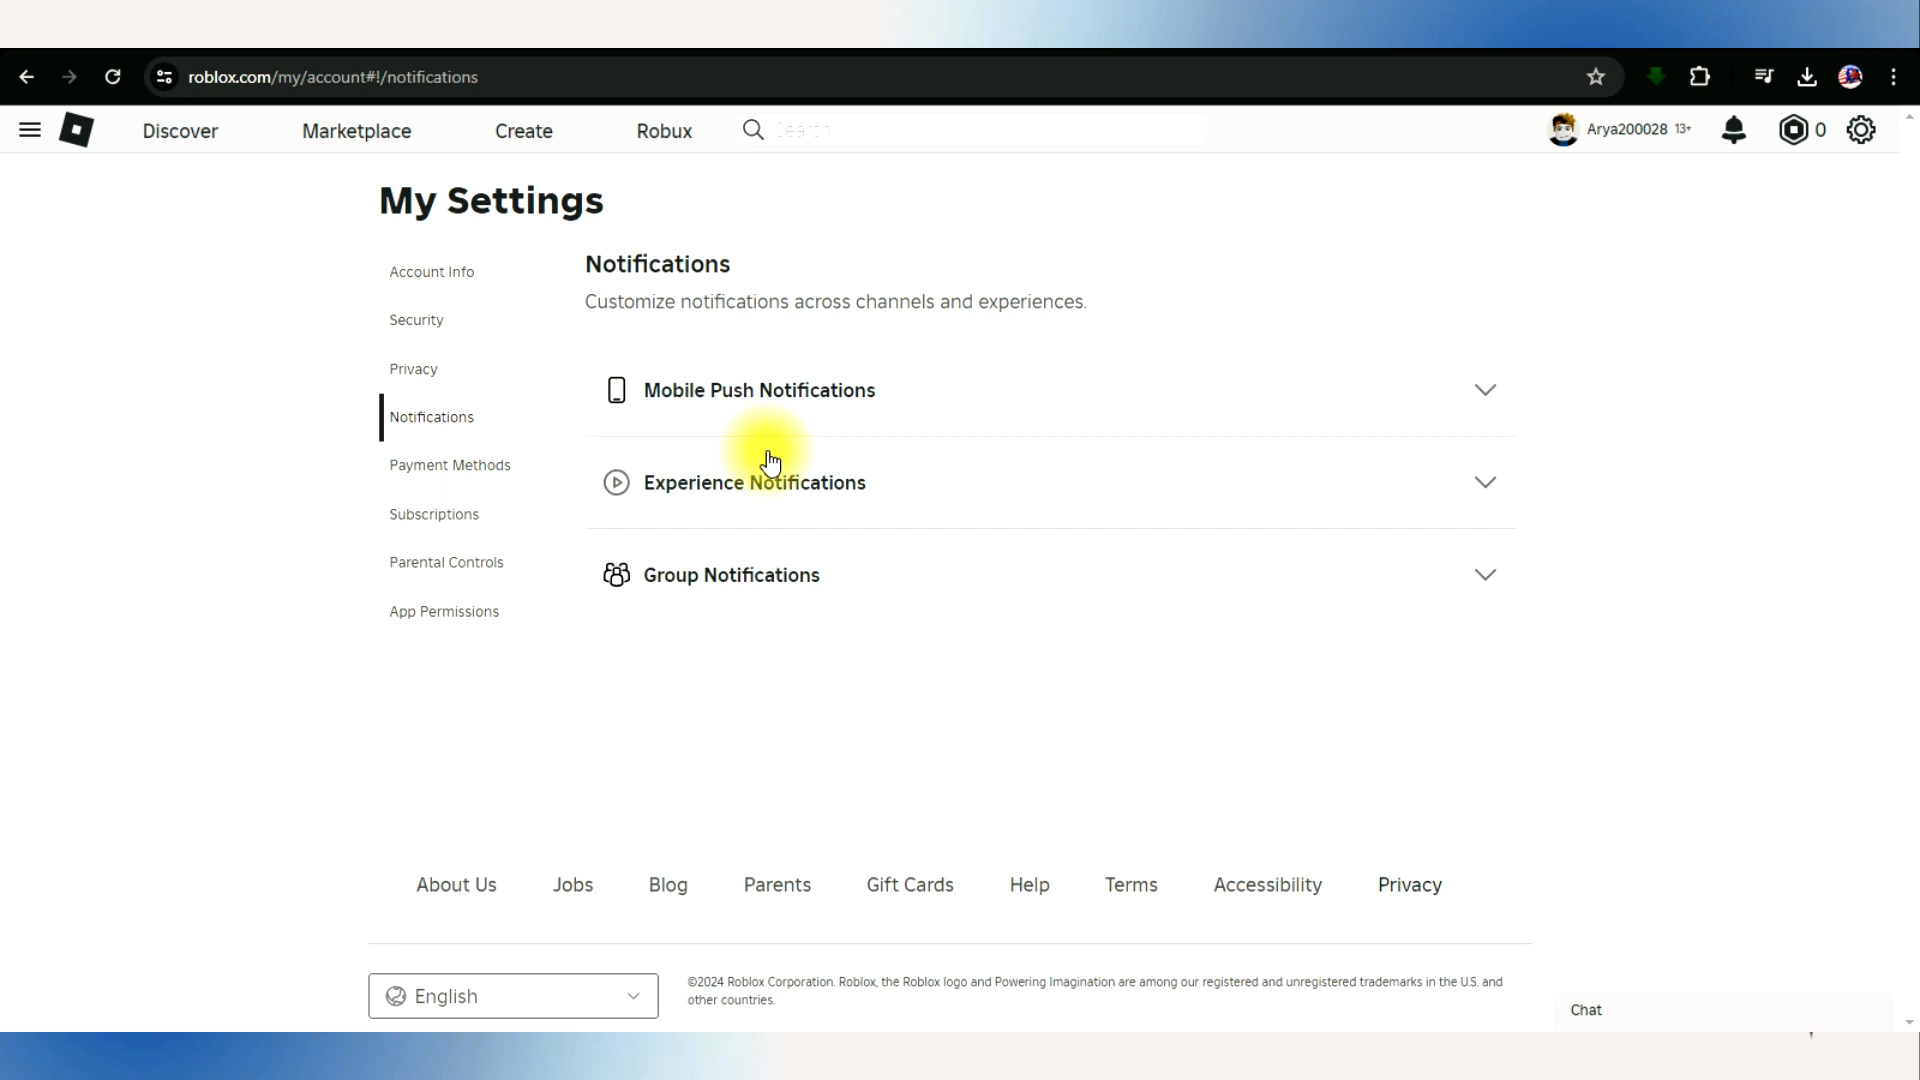 roblox.com/my/account#!/notifications
Discover Marketplace Create Robux Search Arya200028 13+ 0
My Settings
Account Info
Security
Privacy
Notifications
Payment Methods
Subscriptions
Parental Controls
App Permissions
Notifications
Customize notifications across channels and experiences.
Mobile Push Notifications
Experience Notifications
Group Notifications
About Us Jobs Blog Parents Gift Cards Help Terms Accessibility Privacy
English
©2024 Roblox Corporation. Roblox, the Roblox logo and Powering Imagination are among our registered and unregistered trademarks in the U.S. and
other countries.
Chat